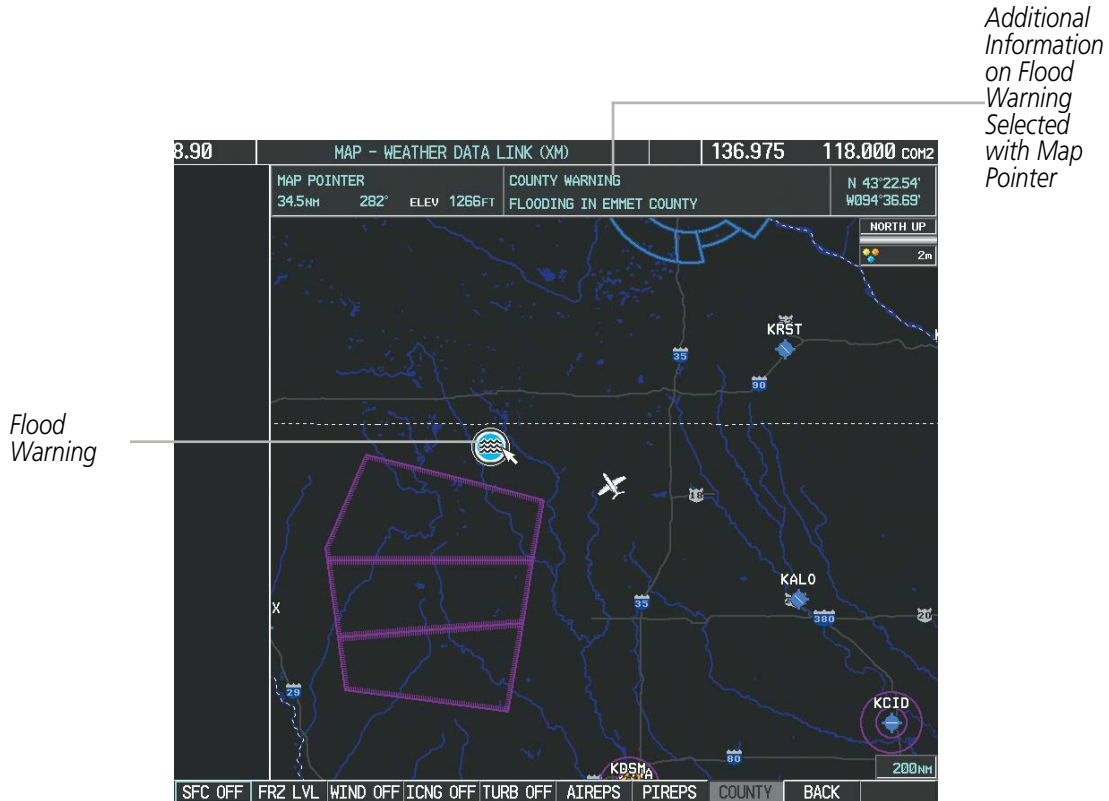 Additional
Information
on Flood
Warning
Selected
with Map
Pointer
8.90 MAP - WEATHER DATA LINK (XM) 136.975 118.000 COM2
MAP POINTER COUNTY WARNING N 43°22.54'
34.5NM 282° ELEV 1266FT FLOODING IN EMMET COUNTY W094°36.69'
NORTH UP
2m
KRST
35
90
Flood
Warning
18
KALO
35
X
380
20
29
KCID
80
KDSM
200NM
SFC OFF FRZ LVL WIND OFF ICNG OFF TURB OFF AIREPS PIREPS COUNTY BACK